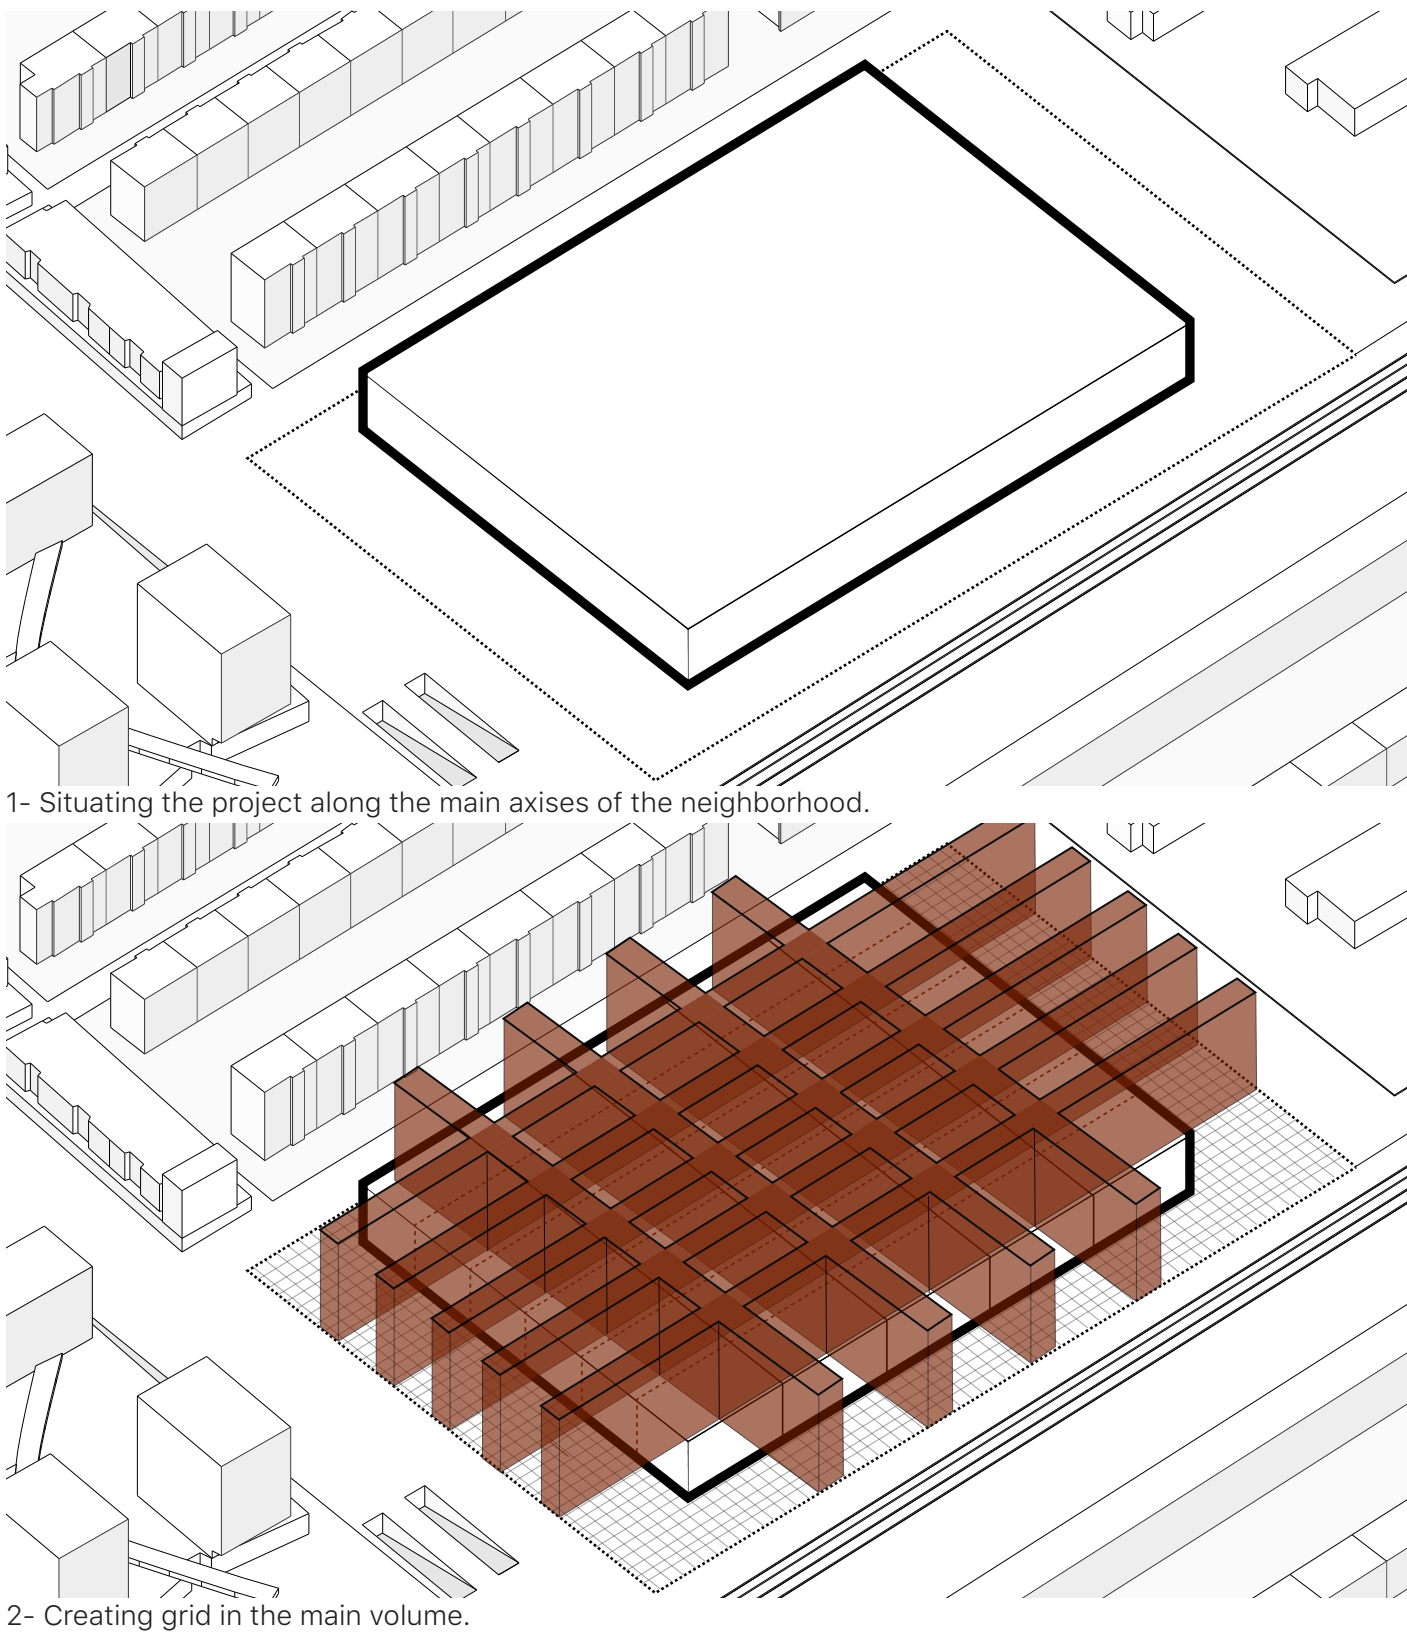 1- Situating the project along the main axises of the neighborhood.
2- Creating grid in the main volume.